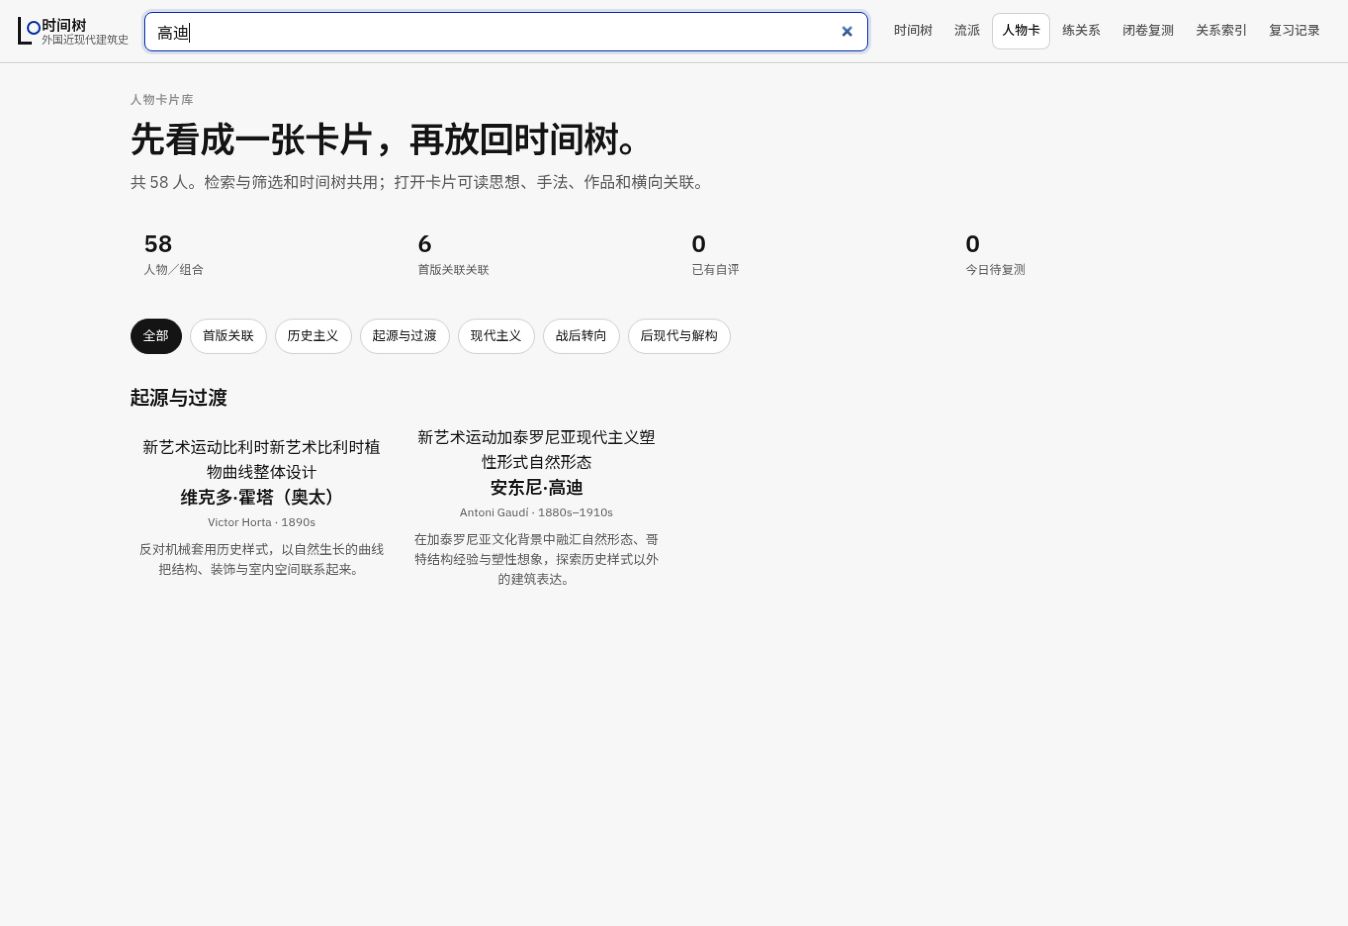 时间树
外国近现代建筑史
高迪
时间树
流派
人物卡
练关系
闭卷复测
关系索引
复习记录
人物卡片库
先看成一张卡片，再放回时间树。
共 58 人。检索与筛选和时间树共用；打开卡片可读思想、手法、作品和横向关联。
58
人物／组合
6
首版关联关联
0
已有自评
0
今日待复测
全部
首版关联
历史主义
起源与过渡
现代主义
战后转向
后现代与解构
起源与过渡
新艺术运动比利时新艺术比利时植
物曲线整体设计
维克多·霍塔（奥太）
Victor Horta · 1890s
反对机械套用历史样式，以自然生长的曲线
把结构、装饰与室内空间联系起来。
新艺术运动加泰罗尼亚现代主义塑
性形式自然形态
安东尼·高迪
Antoni Gaudí · 1880s–1910s
在加泰罗尼亚文化背景中融汇自然形态、哥
特结构经验与塑性想象，探索历史样式以外
的建筑表达。